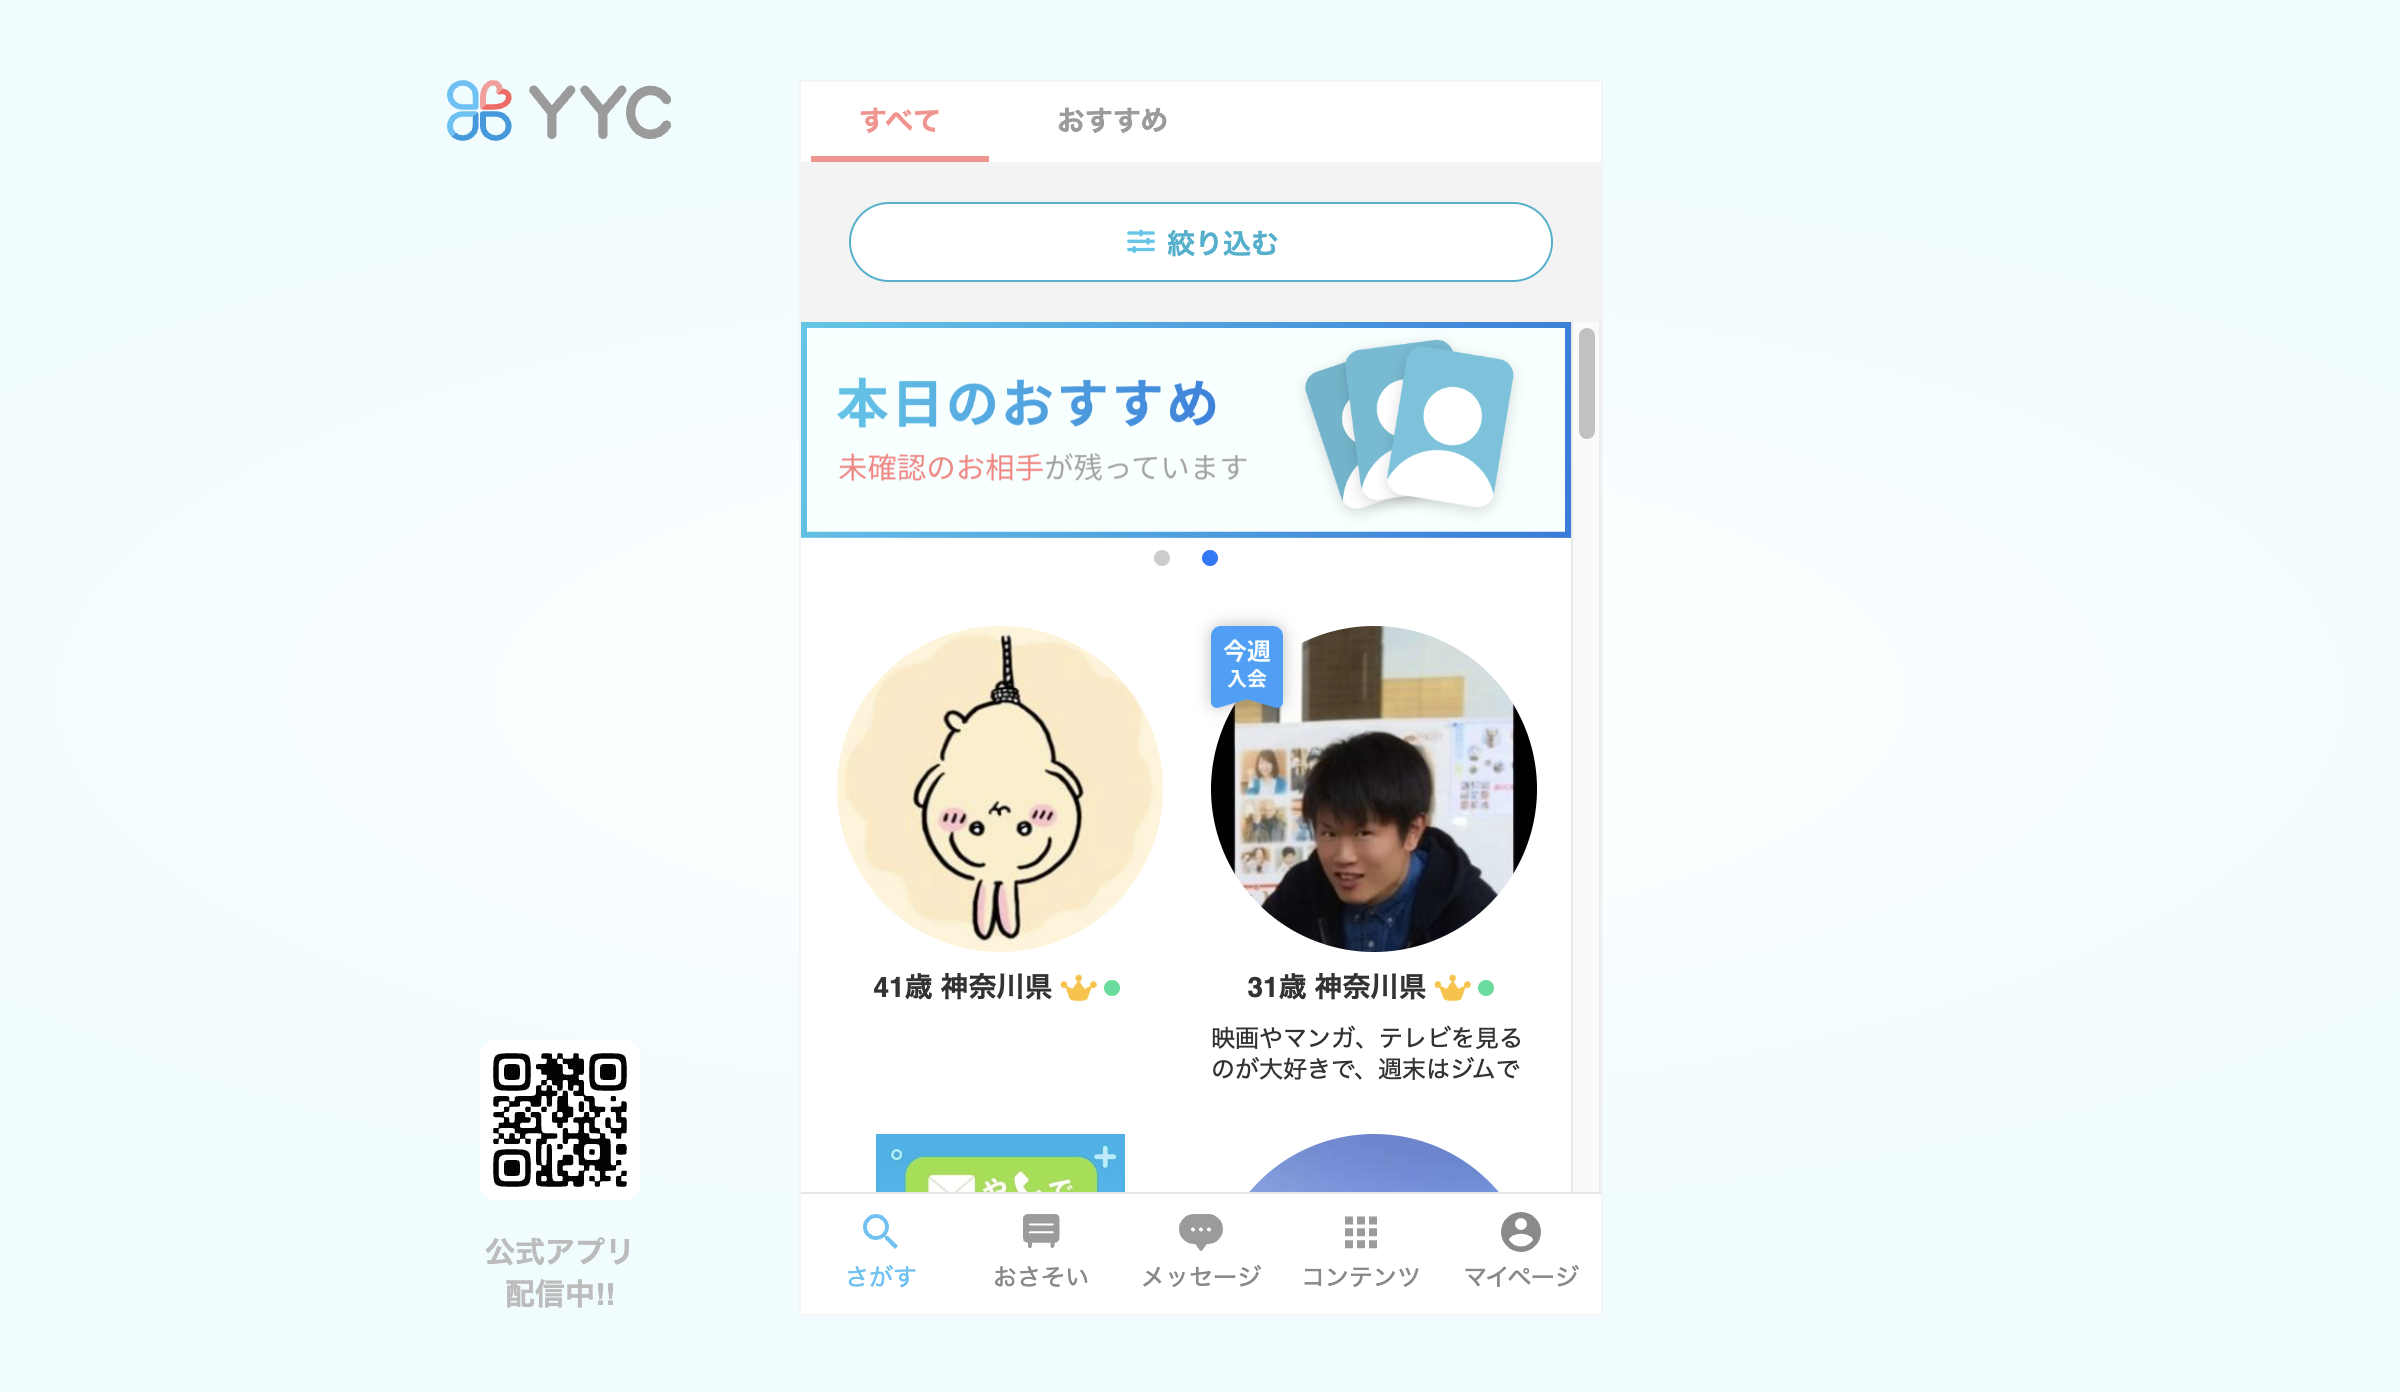 YYC
すべて
おすすめ
絞り込む
本日のおすすめ
未確認のお相手が残っています
今週
入会
41歳 神奈川県
31歳 神奈川県
映画やマンガ、テレビを見る
のが大好きで、週末はジムで
や で
公式アプリ
配信中!!
さがす
おさそい
メッセージ
コンテンツ
マイページ